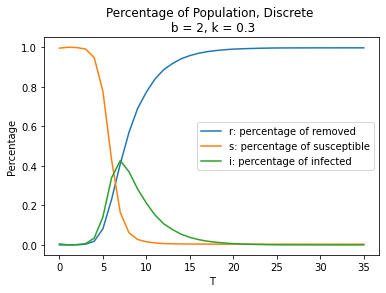 Percentage of Population, Discrete
b = 2, k = 0.3
1.0
0.8
0.6
0.4
0.2
0.0
Percentage
r: percentage of removed
s: percentage of susceptible
i: percentage of infected
0 5 10 15 20 25 30 35
T